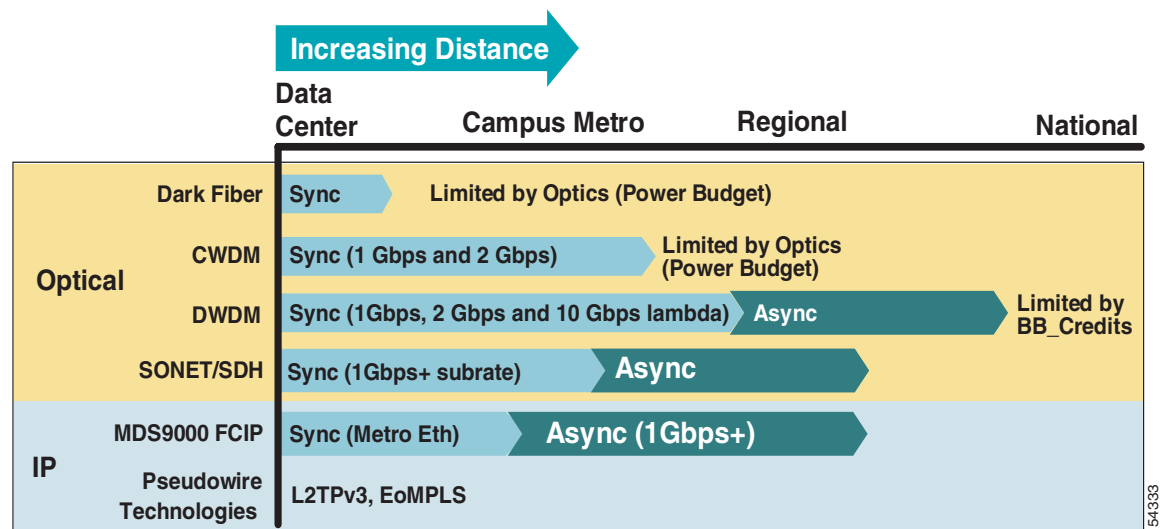 Increasing Distance
Data
Center
Campus Metro
Regional
National
Optical
Dark Fiber
Sync
Limited by Optics (Power Budget)
CWDM
Sync (1 Gbps and 2 Gbps)
Limited by Optics
(Power Budget)
DWDM
Sync (1Gbps, 2 Gbps and 10 Gbps lambda)
Async
Limited by
BB_Credits
SONET/SDH
Sync (1Gbps+ subrate)
Async
IP
MDS9000 FCIP
Sync (Metro Eth)
Async (1Gbps+)
Pseudowire
Technologies
L2TPv3, EoMPLS
54333